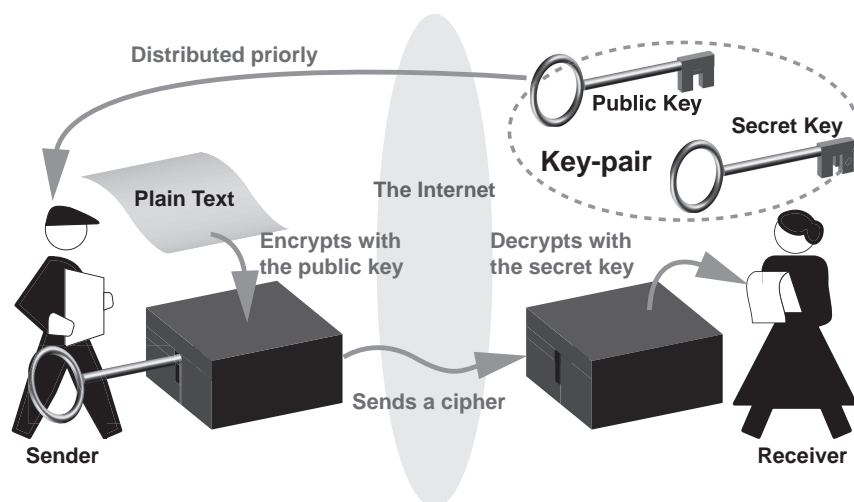 Distributed priorly
Public Key
Secret Key
Key-pair
Plain Text
The Internet
Encrypts with
the public key
Decrypts with
the secret key
Sends a cipher
Sender
Receiver